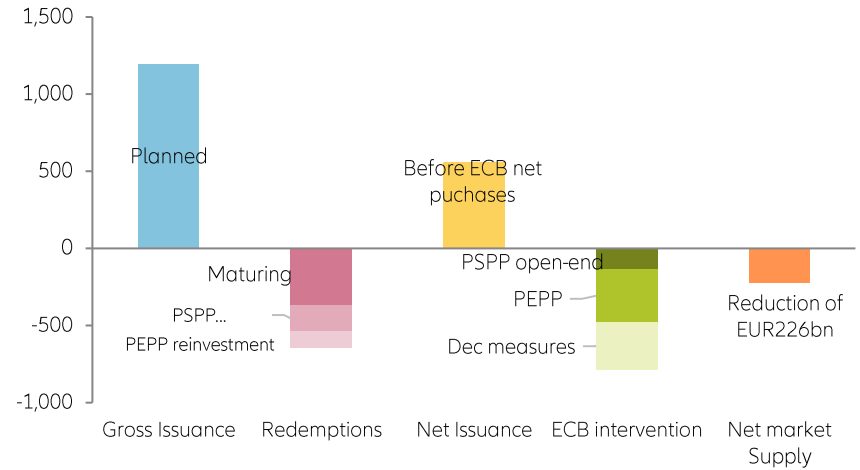 1,500
1,000
500
0
-500
-1,000
Planned
Maturing
PSPP...
PEPP reinvestment
Before ECB net
puchases
PSPP open-end
PEPP
Dec measures
Reduction of
EUR226bn
Gross Issuance
Redemptions
Net Issuance
ECB intervention
Net market
Supply